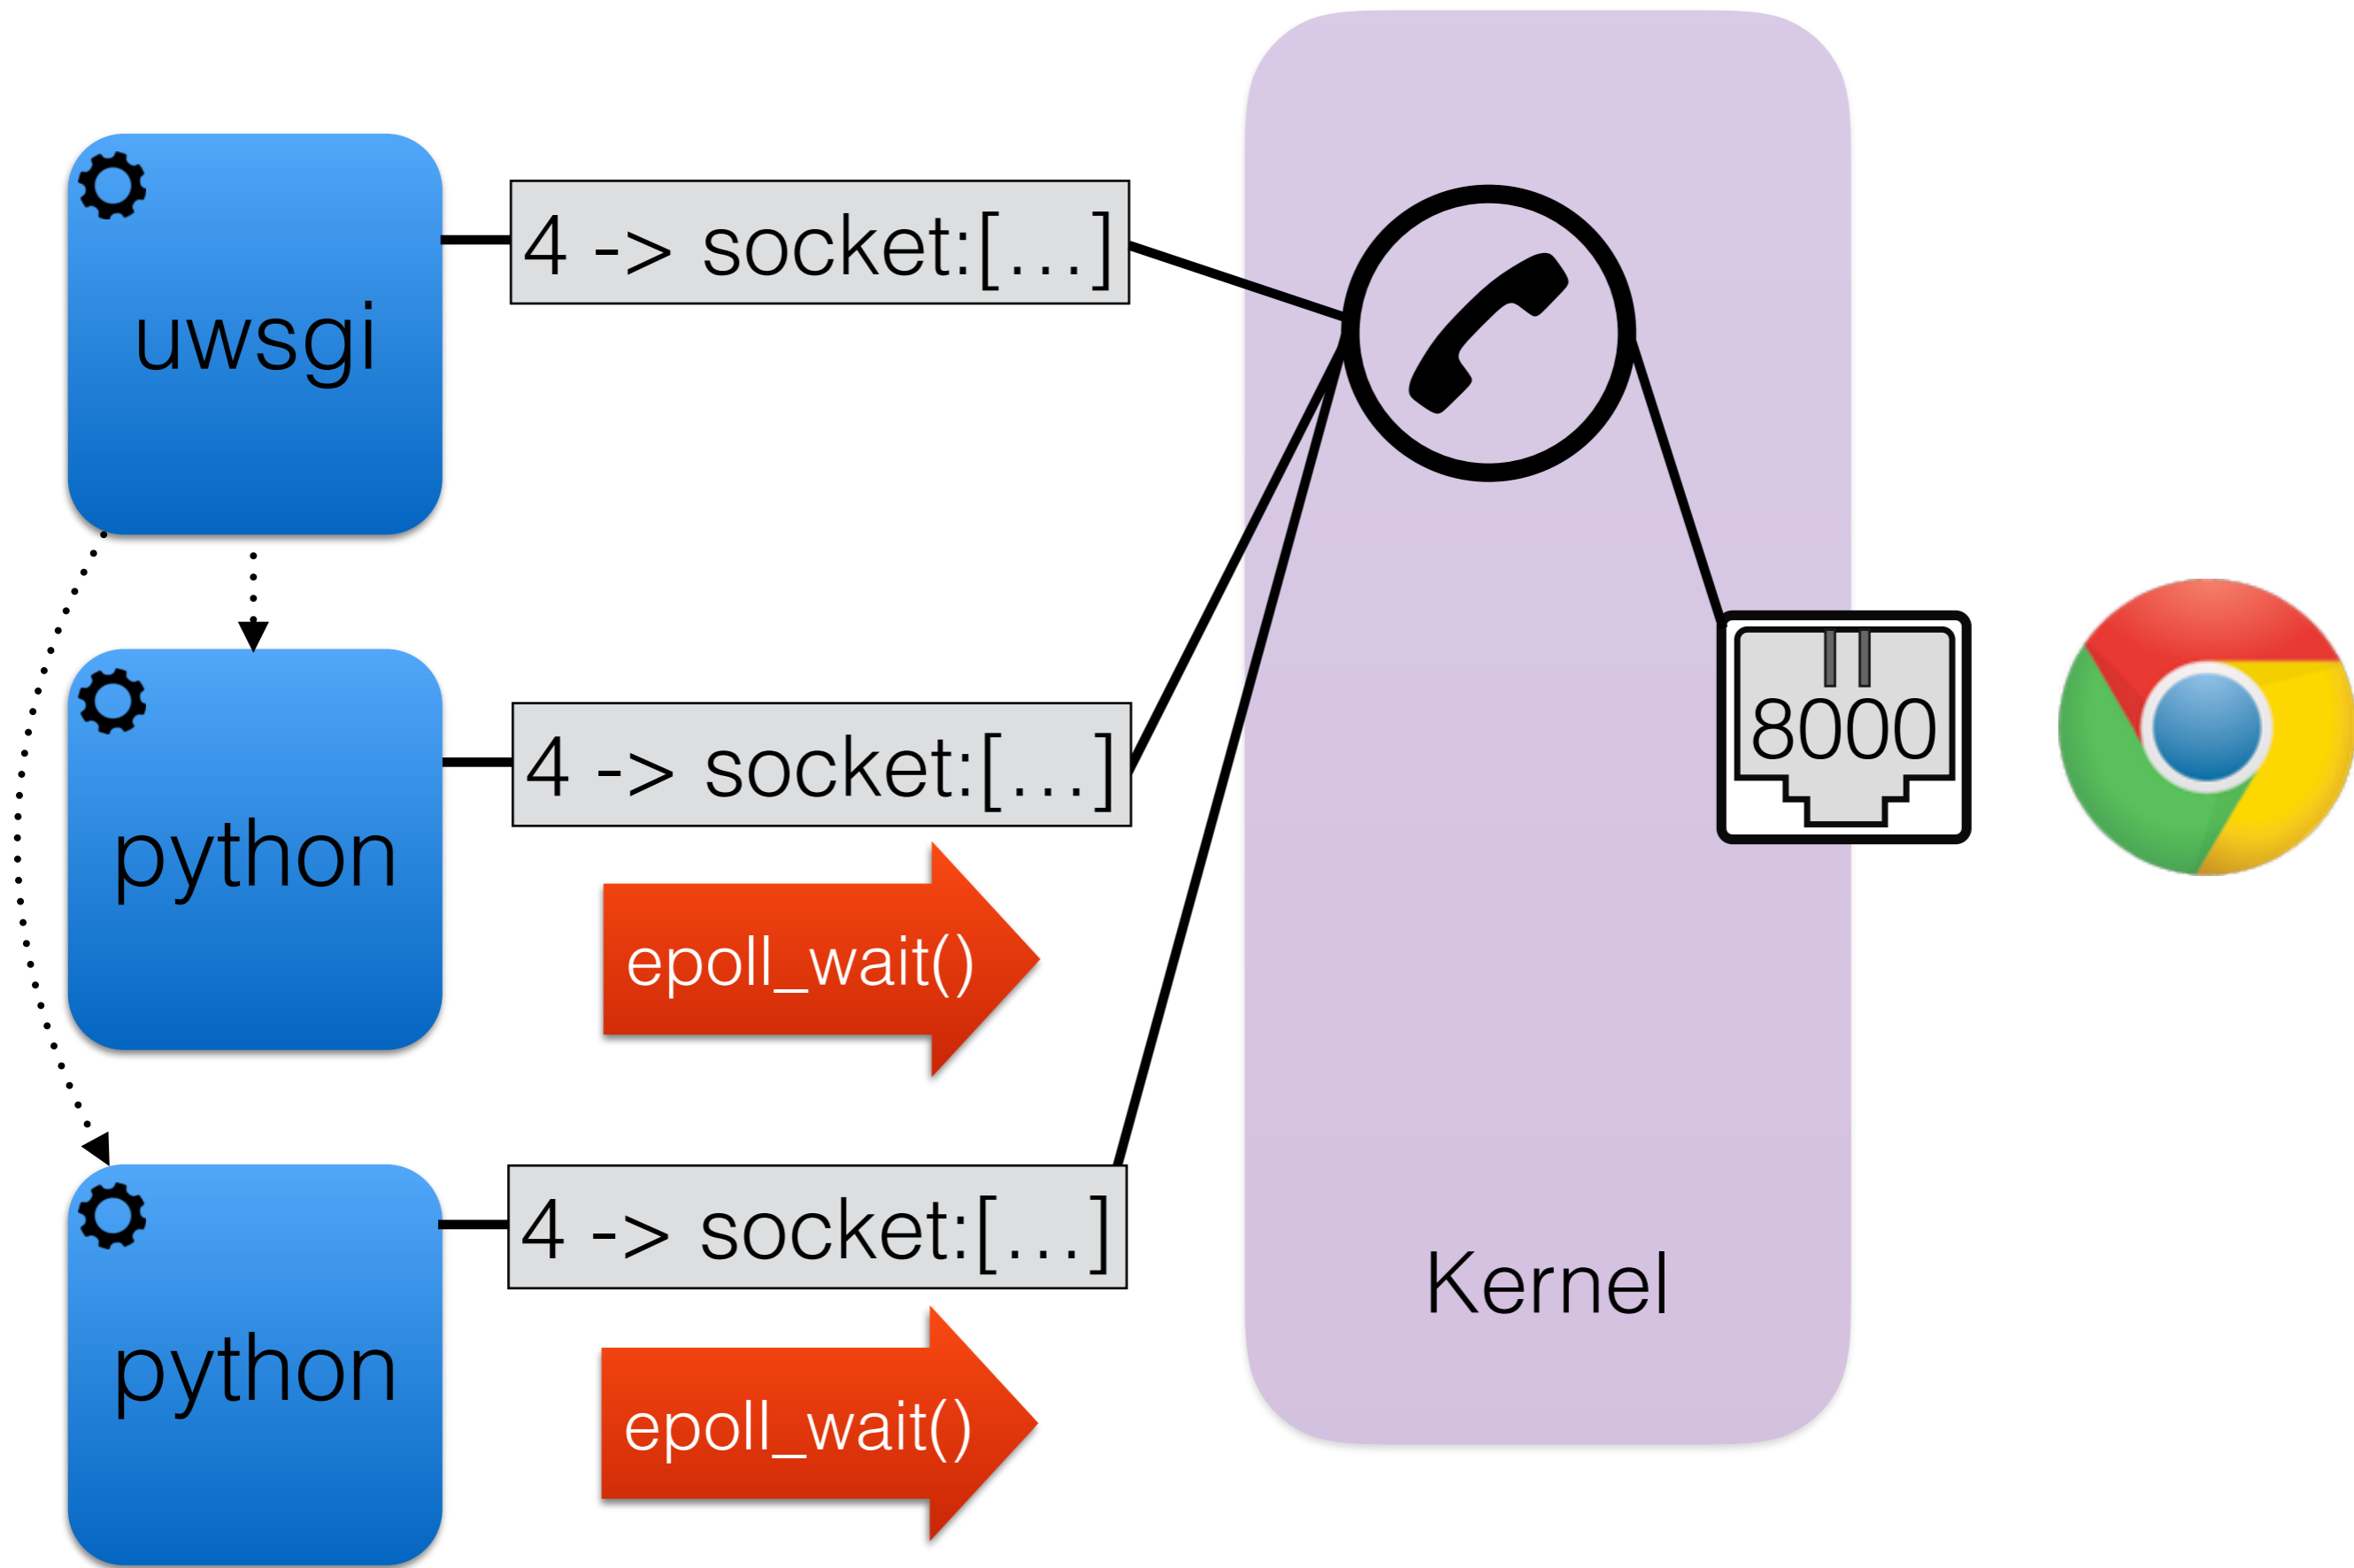 uwsgi
4 -> socket:[…]
python
4 -> socket:[…]
epoll_wait()
8000
python
4 -> socket:[…]
epoll_wait()
Kernel